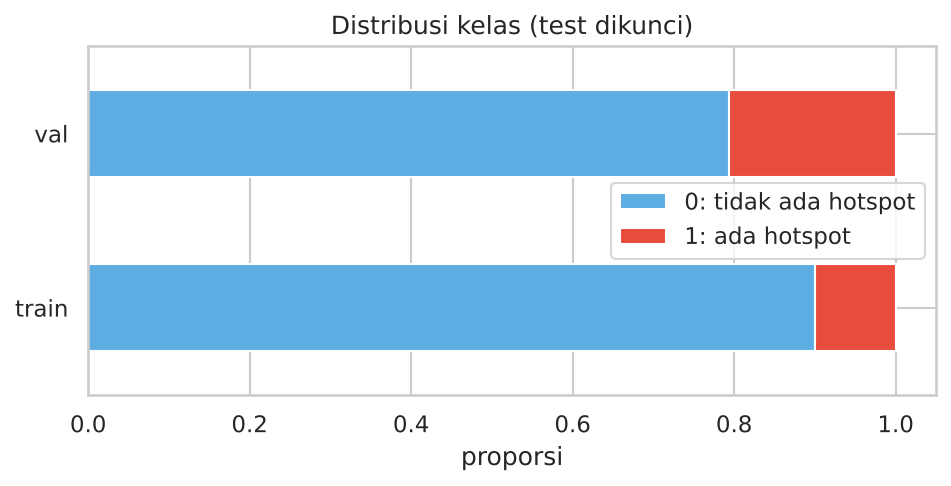 Distribusi kelas (test dikunci)
val
0: tidak ada hotspot
1: ada hotspot
train
0.0 0.2 0.4 0.6 0.8 1.0
proporsi